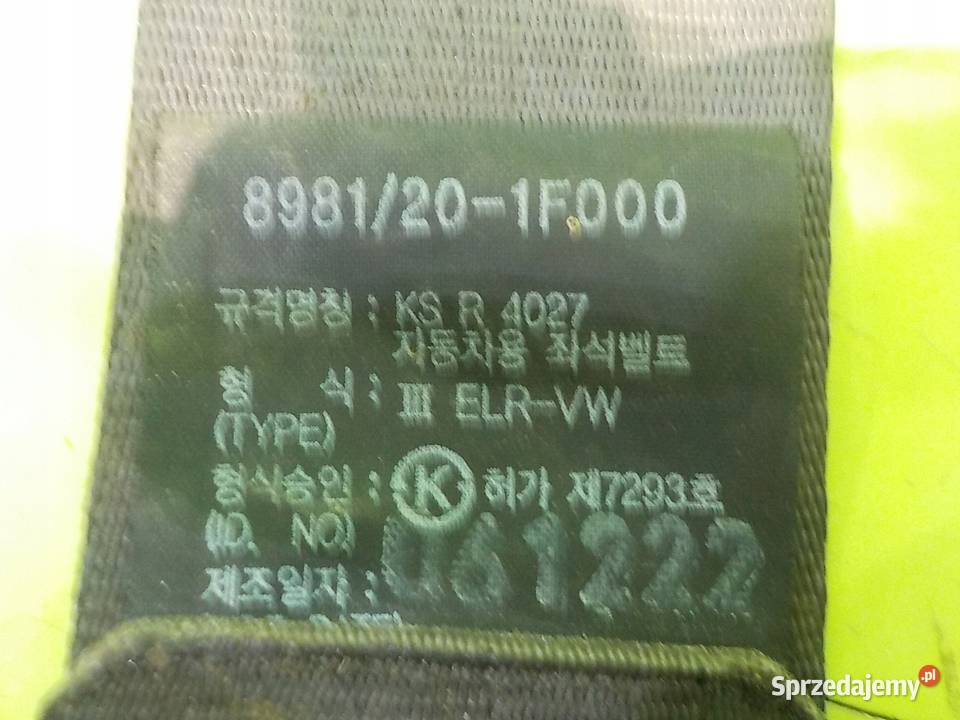 8981/20-1F000
규격명칭 : KS R 4027
자동차용 좌석벨트
형 식 : III ELR-VW
(TYPE)
형식승인 : K 허가 제7293호
(ID. NO)
061222
제조일자 :
Sprzedajemy.pl